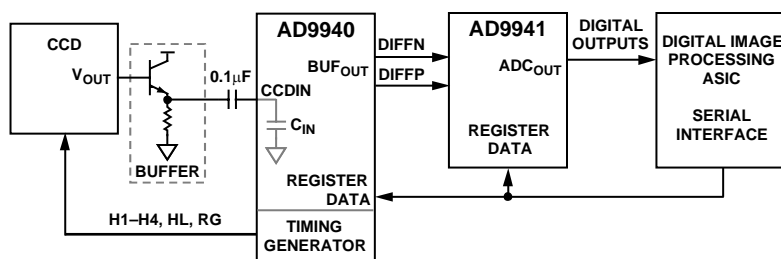 CCD
V_OUT
BUFFER
0.1μF
AD9940
CCDIN
C_IN
BUF_OUT
REGISTER
DATA
TIMING
GENERATOR
H1–H4, HL, RG
DIFFN
DIFFP
AD9941
ADC_OUT
REGISTER
DATA
DIGITAL
OUTPUTS
DIGITAL IMAGE
PROCESSING
ASIC
SERIAL
INTERFACE